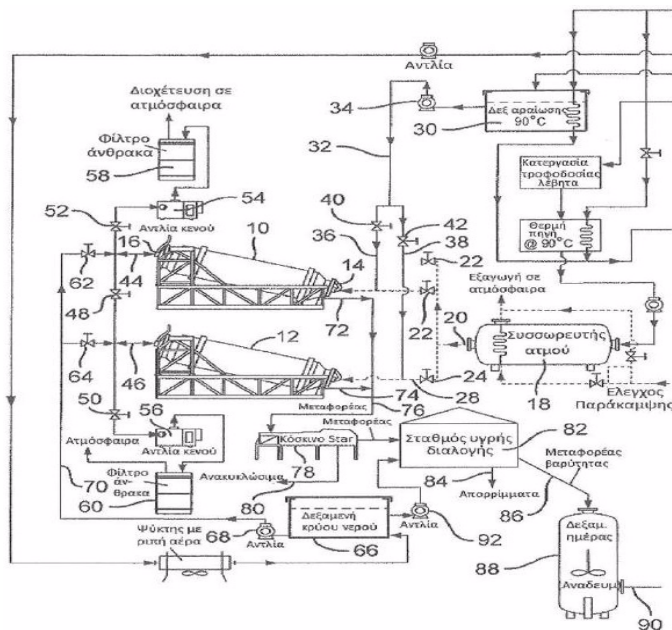 Αντλία
Διοχέτευση σε
ατμόσφαιρα
34
Δεξ αραίωσης
90°C
30
Φίλτρο
άνθρακα
58
32
Κατεργασία
τροφοδοσίας
λέβητα
52
54
40
42
Αντλία κενού
36
38
Θερμή
πηγή
@ 90°C
16
10
14
22
62
44
48
72
22
Εξαγωγή σε
ατμόσφαιρα
20
Συσσωρευτής
ατμού
18
12
64
46
74
28
24
50
76
Ελεγχος
Παράκαμψης
Μεταφορέας
56
Ατμόσφαιρα
Αντλία κενού
Κόσκινο Star
78
Μεταφορέας
Σταθμός υγρής
διαλογής
82
Μεταφορέας
βαρύτητας
70
Φίλτρο
άν-
θρακα
60
Ανακυκλώσιμα
80
84
Απορρίμματα
86
Δεξαμενή
κρύου νερού
66
Αντλία
92
Ψύκτης με
ριπή αέρα
68
Αντλία
88
Δεξαμ.
ημέρας
Αναδευμ
90